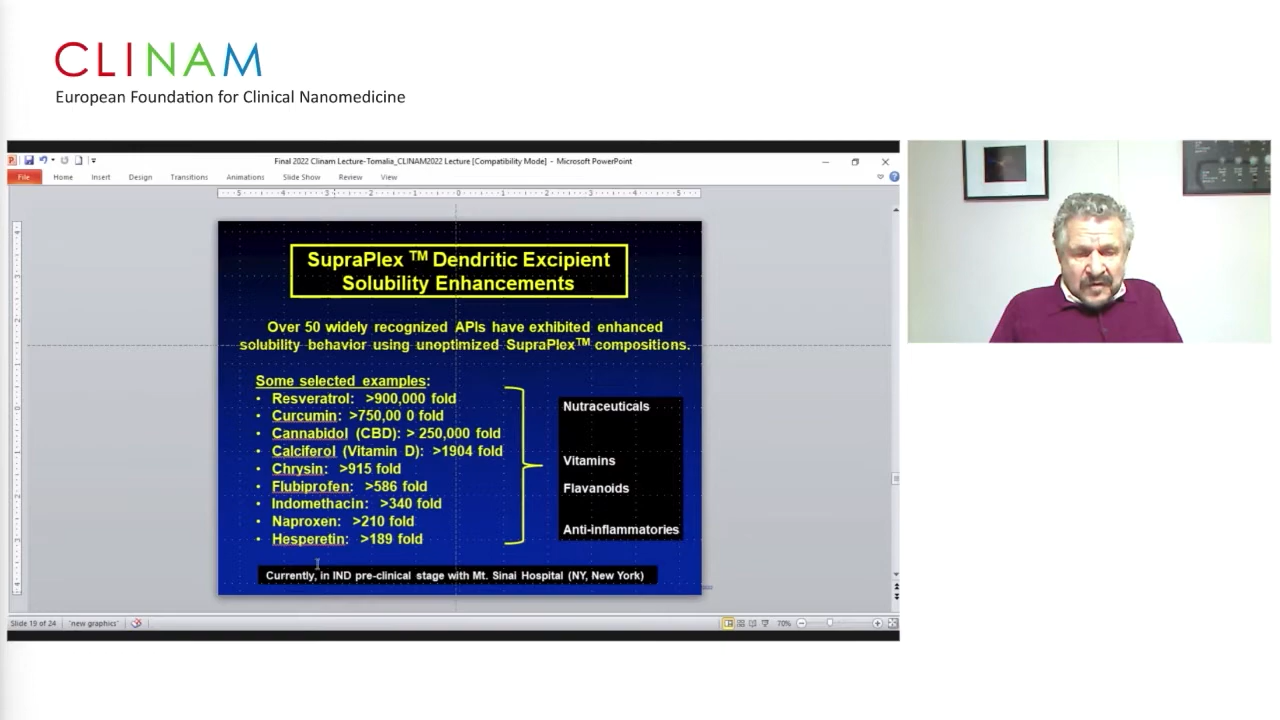 CLINAM
European Foundation for Clinical Nanomedicine
Final 2022 Clinam Lecture-Tomalia_CLINAM2022 Lecture [Compatibility Mode] - Microsoft PowerPoint
File Home Insert Design Transitions Animations Slide Show Review View
SupraPlex TM Dendritic Excipient
Solubility Enhancements
Over 50 widely recognized APIs have exhibited enhanced
solubility behavior using unoptimized SupraPlexTM compositions.
Some selected examples:
• Resveratrol: >900,000 fold
• Curcumin: >750,00 0 fold
• Cannabidol (CBD): > 250,000 fold
• Calciferol (Vitamin D): >1904 fold
• Chrysin: >915 fold
• Flubiprofen: >586 fold
• Indomethacin: >340 fold
• Naproxen: >210 fold
• Hesperetin: >189 fold
Nutraceuticals
Vitamins
Flavanoids
Anti-inflammatories
Currently, in IND pre-clinical stage with Mt. Sinai Hospital (NY, New York)
Slide 19 of 24 "new graphics" 70%